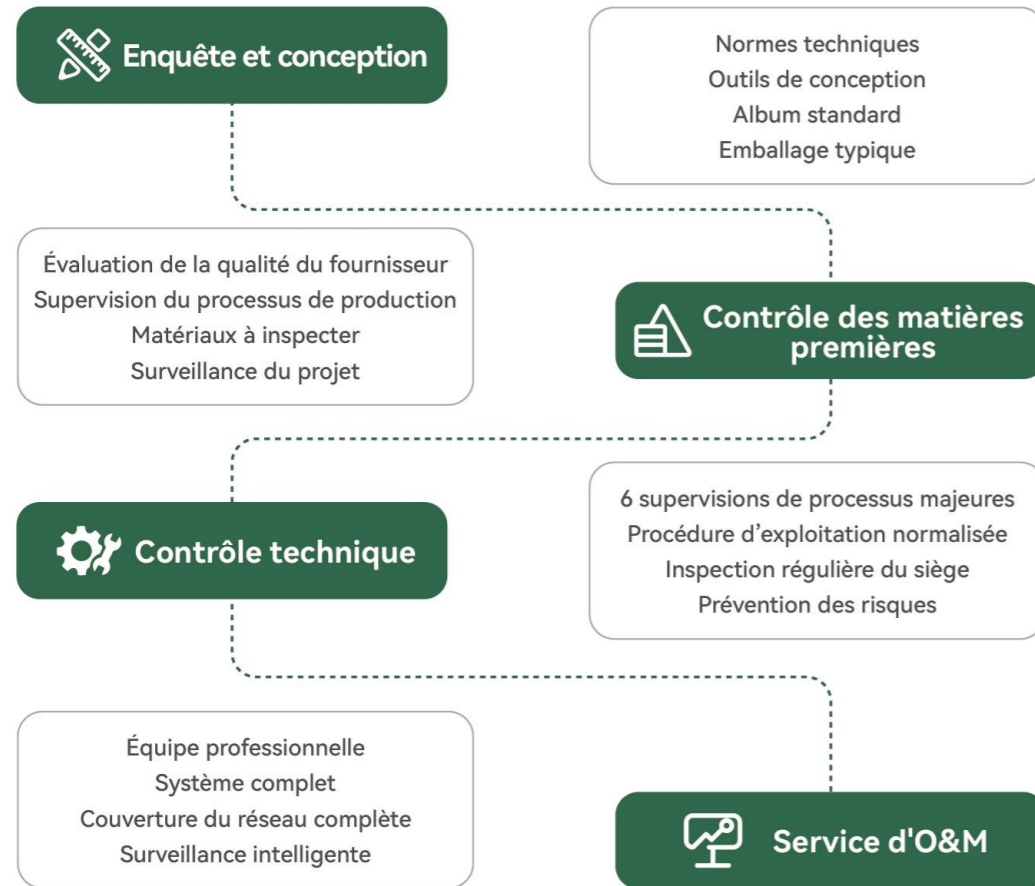 Enquête et conception
Normes techniques
Outils de conception
Album standard
Emballage typique
Évaluation de la qualité du fournisseur
Supervision du processus de production
Matériaux à inspecter
Surveillance du projet
Contrôle des matières
premières
Contrôle technique
6 supervisions de processus majeures
Procédure d’exploitation normalisée
Inspection régulière du siège
Prévention des risques
Équipe professionnelle
Système complet
Couverture du réseau complète
Surveillance intelligente
Service d'O&M